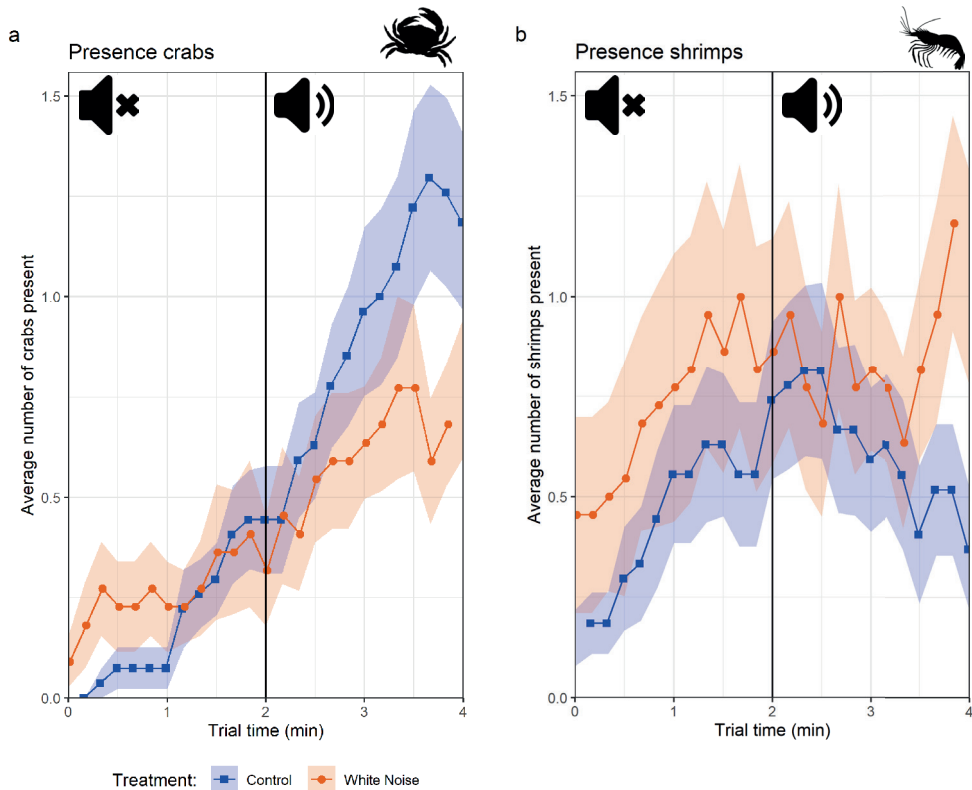 a
Presence crabs
Average number of crabs present
1.5
1.0
0.5
0.0
0 1 2 3 4
Trial time (min)
b
Presence shrimps
Average number of shrimps present
1.5
1.0
0.5
0.0
0 1 2 3 4
Trial time (min)
Treatment: Control White Noise